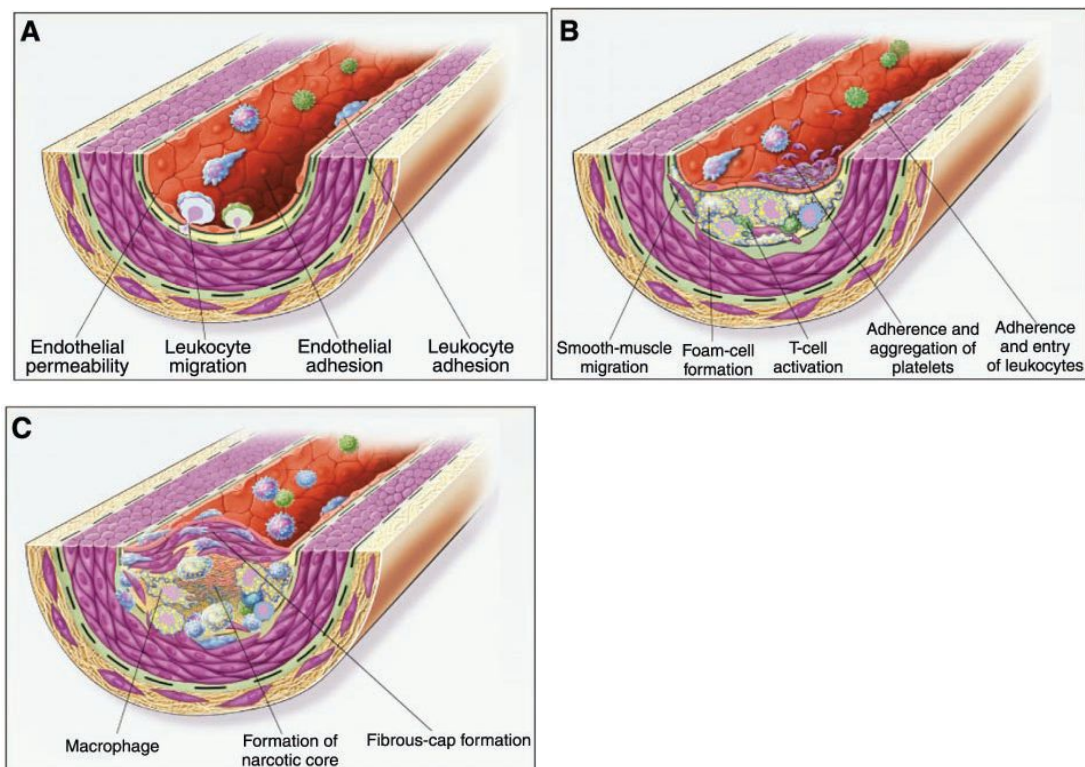 A
Endothelial
permeability
Leukocyte
migration
Endothelial
adhesion
Leukocyte
adhesion
B
Smooth-muscle
migration
Foam-cell
formation
T-cell
activation
Adherence and
aggregation of
platelets
Adherence
and entry
of leukocytes
C
Macrophage
Formation of
narcotic core
Fibrous-cap formation